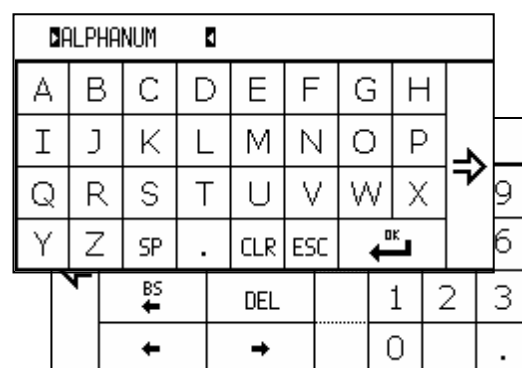 ALPHANUM
A B C D E F G H
I J K L M N O P
Q R S T U V W X
Y Z SP . CLR ESC OK
9
6
BS DEL 1 2 3
0 .